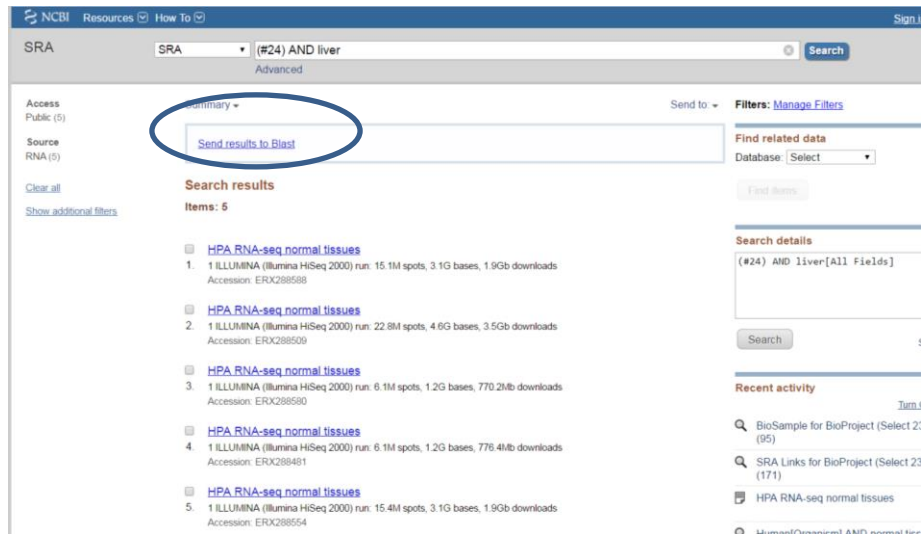 NCBI Resources How To Sign i
SRA SRA (#24) AND liver Search
Advanced
Access
Public (5)
Source
RNA (5)
Clear all
Show additional filters
Summary Send to:
Send results to Blast
Search results
Items: 5
HPA RNA-seq normal tissues
1. 1 ILLUMINA (Illumina HiSeq 2000) run: 15.1M spots, 3.1G bases, 1.9Gb downloads
Accession: ERX288588
HPA RNA-seq normal tissues
2. 1 ILLUMINA (Illumina HiSeq 2000) run: 22.8M spots, 4.6G bases, 3.5Gb downloads
Accession: ERX288509
HPA RNA-seq normal tissues
3. 1 ILLUMINA (Illumina HiSeq 2000) run: 6.1M spots, 1.2G bases, 770.2Mb downloads
Accession: ERX288580
HPA RNA-seq normal tissues
4. 1 ILLUMINA (Illumina HiSeq 2000) run: 6.1M spots, 1.2G bases, 776.4Mb downloads
Accession: ERX288481
HPA RNA-seq normal tissues
5. 1 ILLUMINA (Illumina HiSeq 2000) run: 15.4M spots, 3.1G bases, 1.9Gb downloads
Accession: ERX288554
Filters: Manage Filters
Find related data
Database: Select
Find items
Search details
(#24) AND liver[All Fields]
Search
Recent activity
Turn
BioSample for BioProject (Select 23
(95)
SRA Links for BioProject (Select 23
(171)
HPA RNA-seq normal tissues
Human[Organism] AND normal tiss